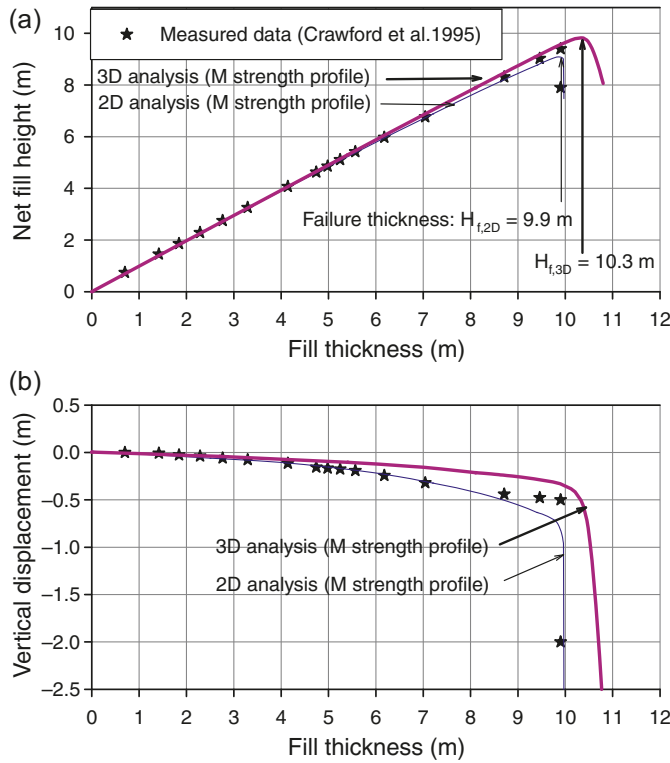 (a)
Net fill height (m)
10
8
6
4
2
0
Measured data (Crawford et al.1995)
3D analysis (M strength profile)
2D analysis (M strength profile)
Failure thickness: Hf,2D = 9.9 m
Hf,3D = 10.3 m
0 1 2 3 4 5 6 7 8 9 10 11 12
Fill thickness (m)
(b)
Vertical displacement (m)
0.5
0.0
−0.5
−1.0
−1.5
−2.0
−2.5
3D analysis (M strength profile)
2D analysis (M strength profile)
0 1 2 3 4 5 6 7 8 9 10 11 12
Fill thickness (m)